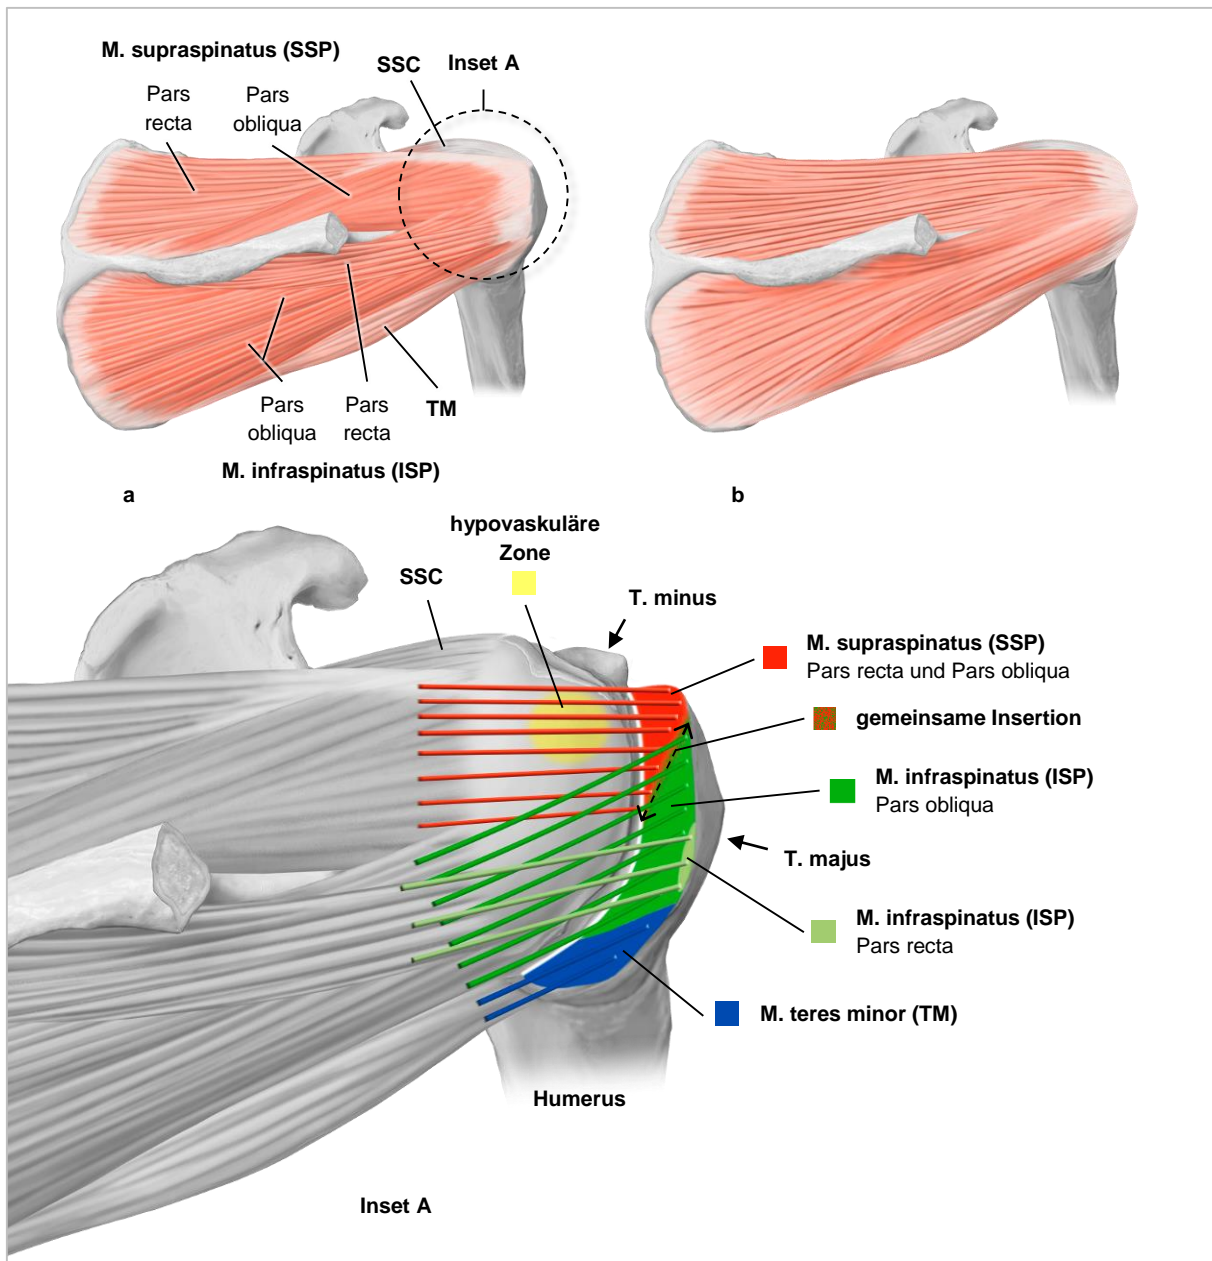 M. supraspinatus (SSP)
SSC
Inset A
Pars
recta
Pars
obliqua
Pars
obliqua
Pars
recta
TM
M. infraspinatus (ISP)
a
b
hypovaskuläre
Zone
SSC
T. minus
M. supraspinatus (SSP)
Pars recta und Pars obliqua
gemeinsame Insertion
M. infraspinatus (ISP)
Pars obliqua
T. majus
M. infraspinatus (ISP)
Pars recta
M. teres minor (TM)
Humerus
Inset A